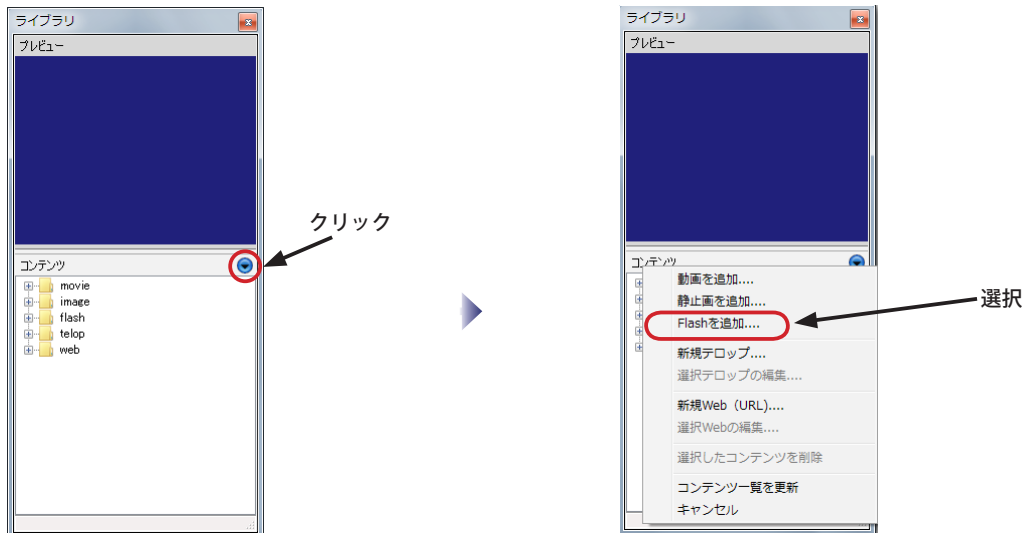 ライブラリ
プレビュー
クリック
コンテンツ
movie
image
flash
telop
web
ライブラリ
プレビュー
コンテンツ
動画を追加....
静止画を追加....
Flashを追加....
選択
新規テロップ....
選択テロップの編集....
新規Web（URL)....
選択Webの編集....
選択したコンテンツを削除
コンテンツ一覧を更新
キャンセル